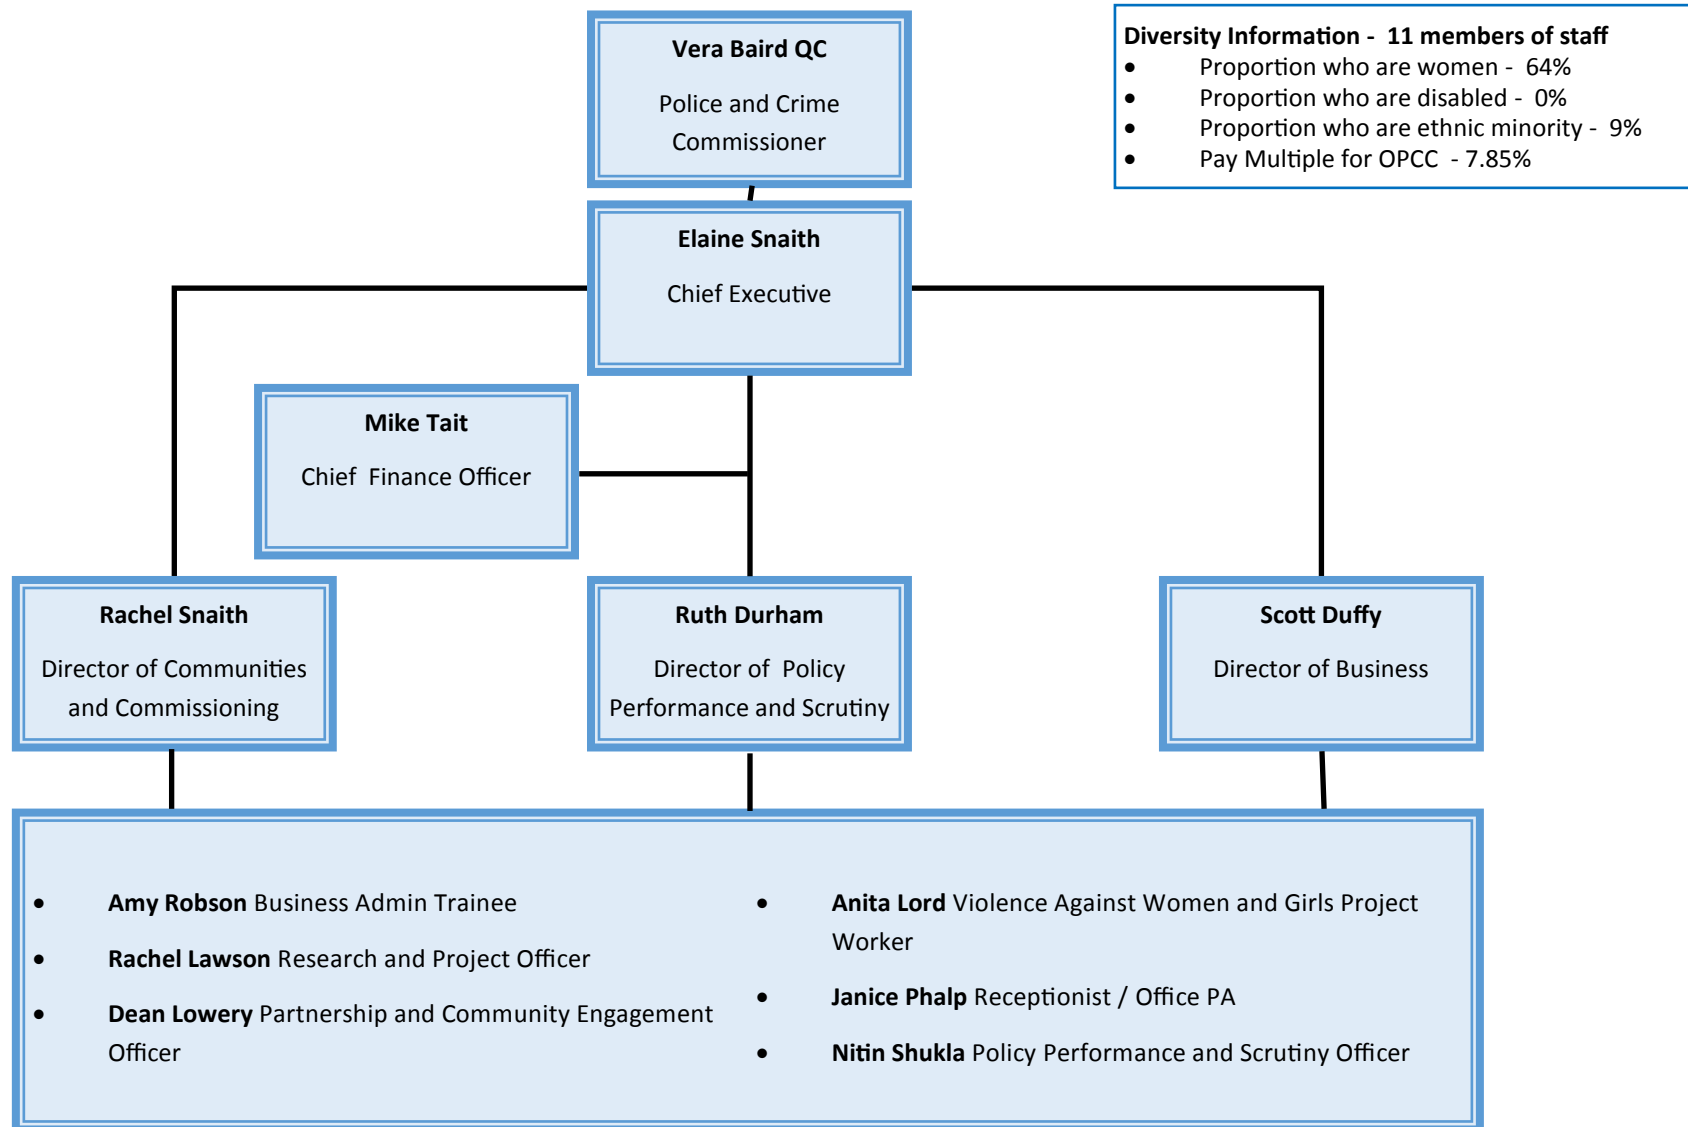 Vera Baird QC
Police and Crime
Commissioner
Diversity Information - 11 members of staff
• Proportion who are women - 64%
• Proportion who are disabled - 0%
• Proportion who are ethnic minority - 9%
• Pay Multiple for OPCC - 7.85%
Elaine Snaith
Chief Executive
Mike Tait
Chief Finance Officer
Rachel Snaith
Director of Communities
and Commissioning
Ruth Durham
Director of Policy
Performance and Scrutiny
Scott Duffy
Director of Business
• Amy Robson Business Admin Trainee
• Rachel Lawson Research and Project Officer
• Dean Lowery Partnership and Community Engagement
Officer
• Anita Lord Violence Against Women and Girls Project
Worker
• Janice Phalp Receptionist / Office PA
• Nitin Shukla Policy Performance and Scrutiny Officer